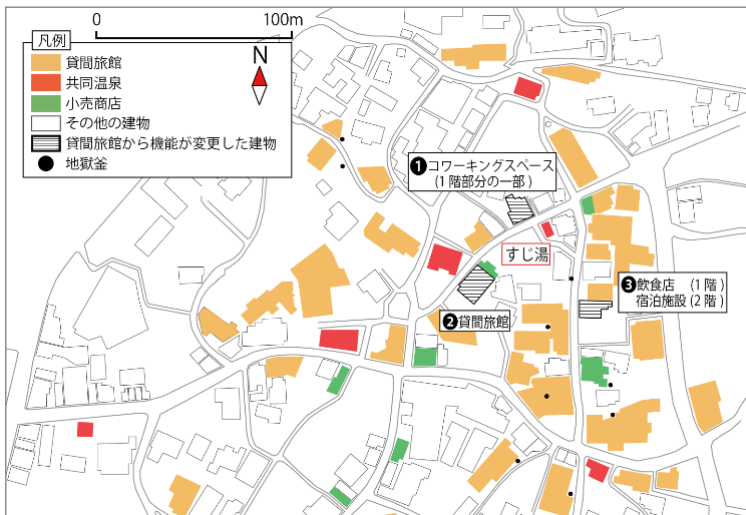 0 100m
凡例
貸間旅館
共同温泉
小売商店
その他の建物
貸間旅館から機能が変更した建物
地獄釜
N
❶コワーキングスペース
(1階部分の一部)
すじ湯
❸飲食店 (1階)
宿泊施設(2階)
❷貸間旅館